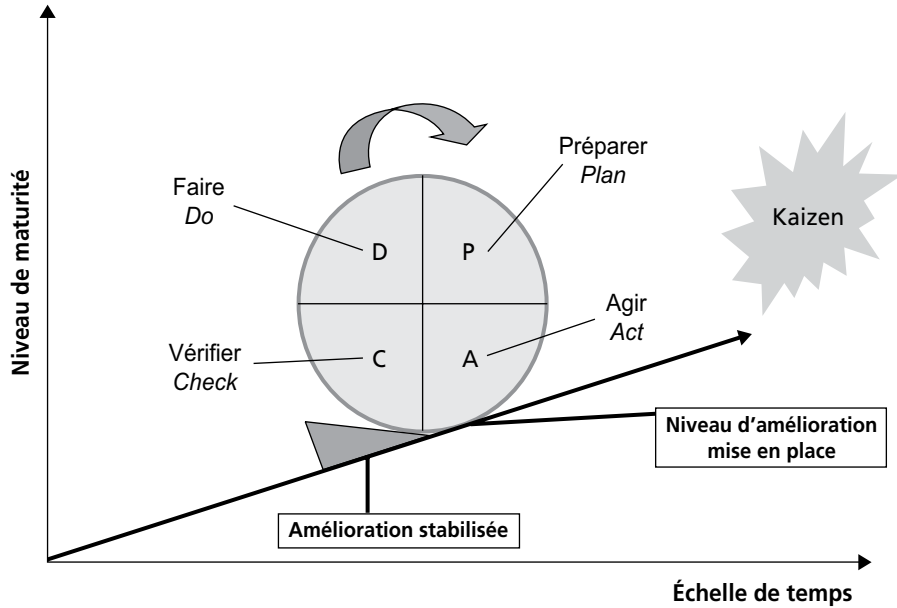 Niveau de maturité
Préparer
Plan
Faire
Do
D
P
Kaizen
Agir
Act
Vérifier
Check
C
A
Niveau d’amélioration
mise en place
Amélioration stabilisée
Échelle de temps